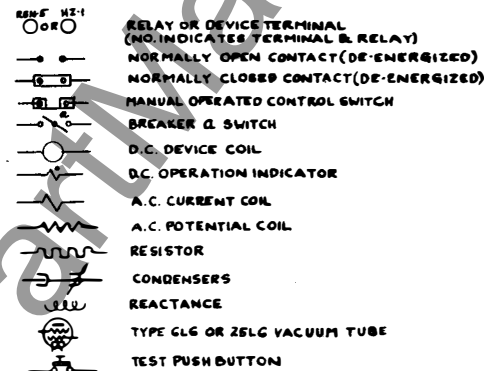 RCH-5 HZ-1
OR
RELAY OR DEVICE TERMINAL
(NO. INDICATES TERMINAL & RELAY)
NORMALLY OPEN CONTACT (DE-ENERGIZED)
NORMALLY CLOSED CONTACT (DE-ENERGIZED)
MANUAL OPERATED CONTROL SWITCH
a
BREAKER a SWITCH
D.C. DEVICE COIL
D.C. OPERATION INDICATOR
A.C. CURRENT COIL
A.C. POTENTIAL COIL
RESISTOR
CONDENSERS
REACTANCE
TYPE 6L6 OR 25L6 VACUUM TUBE
TEST PUSH BUTTON